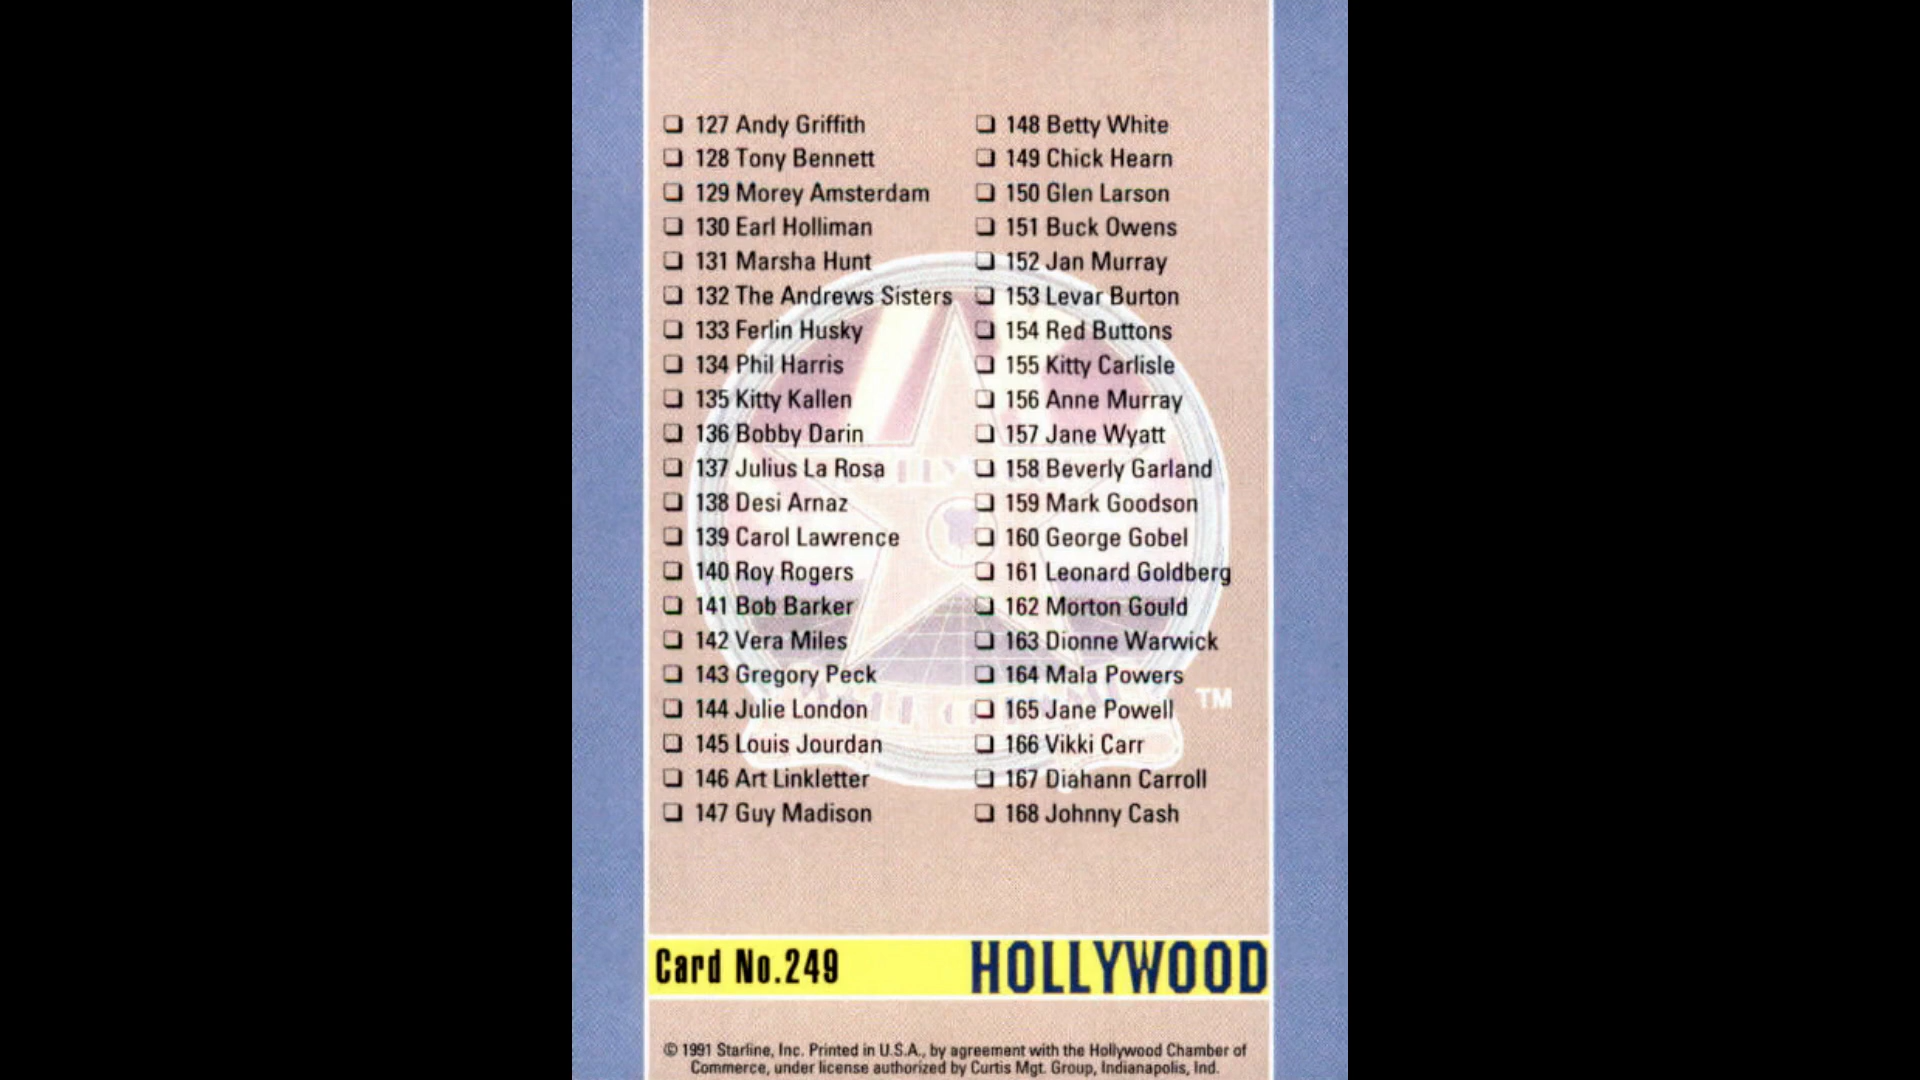 127 Andy Griffith
128 Tony Bennett
129 Morey Amsterdam
130 Earl Holliman
131 Marsha Hunt
132 The Andrews Sisters
133 Ferlin Husky
134 Phil Harris
135 Kitty Kallen
136 Bobby Darin
137 Julius La Rosa
138 Desi Arnaz
139 Carol Lawrence
140 Roy Rogers
141 Bob Barker
142 Vera Miles
143 Gregory Peck
144 Julie London
145 Louis Jourdan
146 Art Linkletter
147 Guy Madison
148 Betty White
149 Chick Hearn
150 Glen Larson
151 Buck Owens
152 Jan Murray
153 Levar Burton
154 Red Buttons
155 Kitty Carlisle
156 Anne Murray
157 Jane Wyatt
158 Beverly Garland
159 Mark Goodson
160 George Gobel
161 Leonard Goldberg
162 Morton Gould
163 Dionne Warwick
164 Mala Powers
165 Jane Powell
166 Vikki Carr
167 Diahann Carroll
168 Johnny Cash
TM
Card No.249
HOLLYWOOD
© 1991 Starline, Inc. Printed in U.S.A., by agreement with the Hollywood Chamber of
Commerce, under license authorized by Curtis Mgt. Group, Indianapolis, Ind.